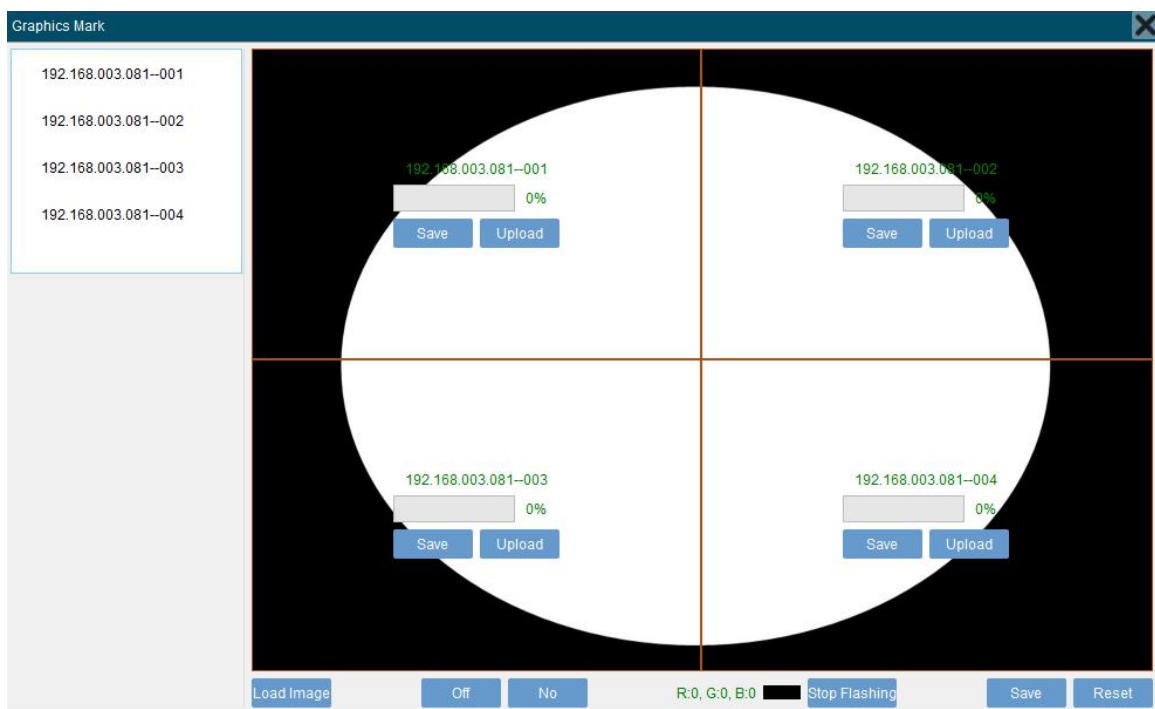 Graphics Mark
192.168.003.081--001
192.168.003.081--002
192.168.003.081--003
192.168.003.081--004
192.168.003.081--001
0%
Save Upload
192.168.003.081--002
0%
Save Upload
192.168.003.081--003
0%
Save Upload
192.168.003.081--004
0%
Save Upload
Load Image Off No R:0, G:0, B:0 Stop Flashing Save Reset